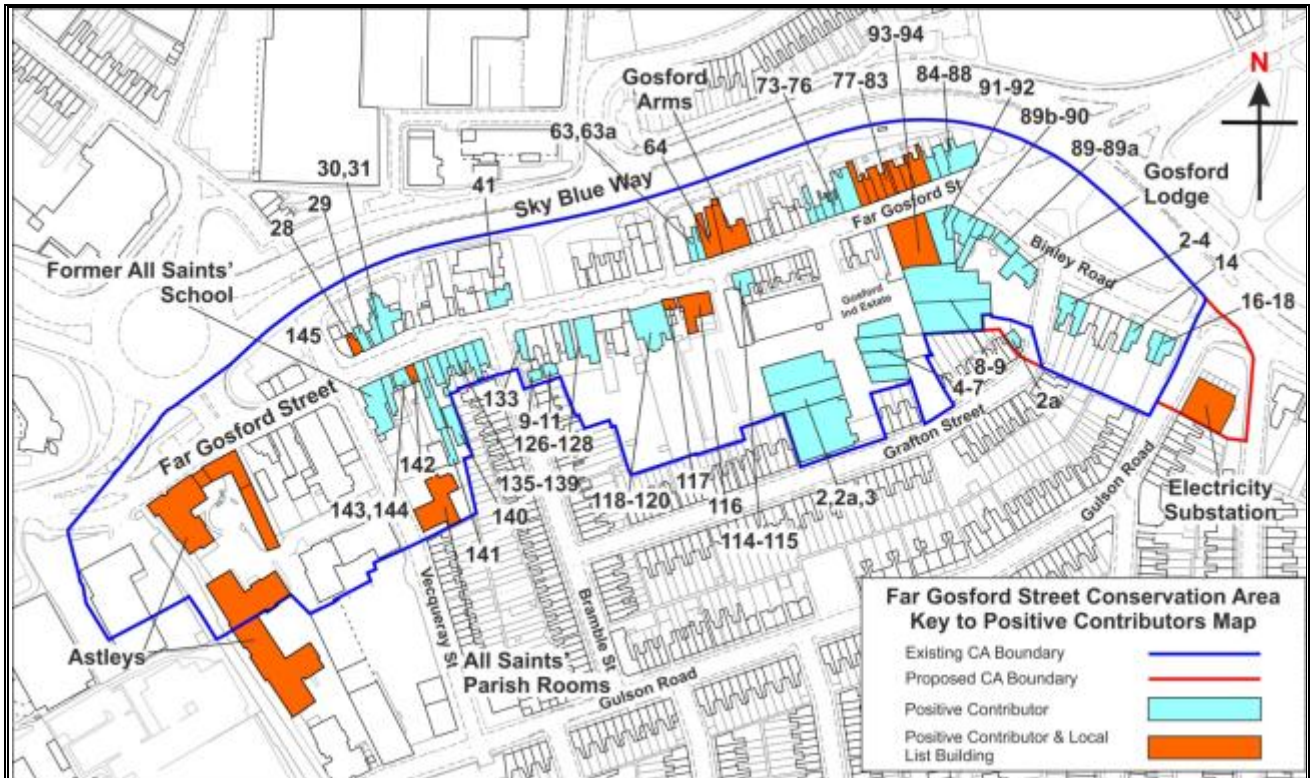 93-94
Gosford
Arms
73-76
77-83
84-88
91-92
89b-90
89-89a
N
63,63a
64
Gosford
Lodge
30,31
29
28
41
Sky Blue Way
Far Gosford St
Binley Road
2-4
14
16-18
Former All Saints'
School
145
Gosford
Ind Estate
Far Gosford Street
133
9-11
126-128
8-9
4-7
2a
Grafton Street
142
143,144
135-139
118-120
117
116
2,2a,3
Gulson Road
Electricity
Substation
140
141
114-115
Vecqueray St
Bramble St
Astleys
All Saints'
Parish Rooms
Gulson Road
Far Gosford Street Conservation Area
Key to Positive Contributors Map
Existing CA Boundary
Proposed CA Boundary
Positive Contributor
Positive Contributor & Local
List Building